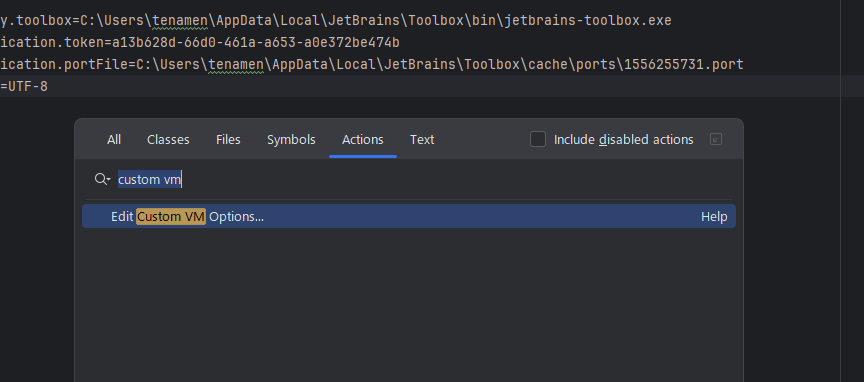 y.toolbox=C:\Users\tenamen\AppData\Local\JetBrains\Toolbox\bin\jetbrains-toolbox.exe
ication.token=a13b628d-66d0-461a-a653-a0e372be474b
ication.portFile=C:\Users\tenamen\AppData\Local\JetBrains\Toolbox\cache\ports\1556255731.port
=UTF-8
All Classes Files Symbols Actions Text Include disabled actions
custom vm
Edit Custom VM Options... Help